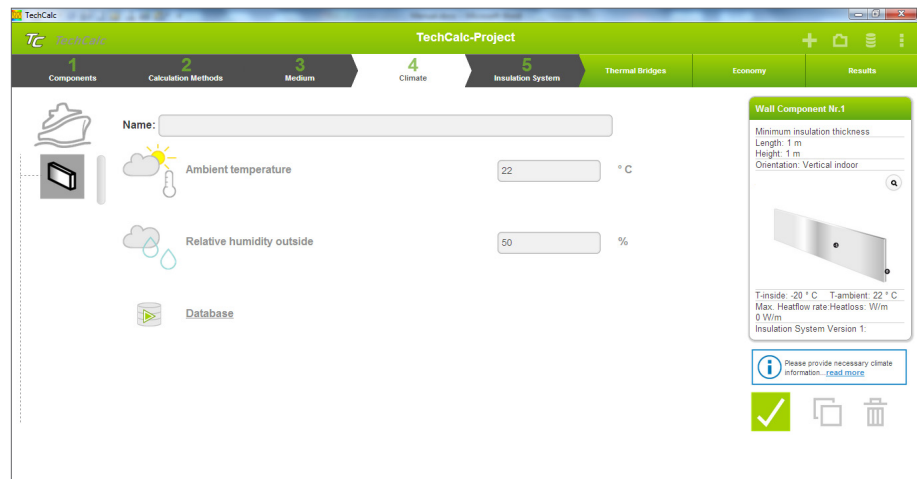 TechCalc
TC TechCalc
TechCalc-Project
1
Components
2
Calculation Methods
3
Medium
4
Climate
5
Insulation System
Thermal Bridges
Economy
Results
Name:
Ambient temperature
22
° C
Relative humidity outside
50
%
Database
Wall Component Nr.1
Minimum insulation thickness
Length: 1 m
Height: 1 m
Orientation: Vertical indoor
T-inside: -20 ° C T-ambient: 22 ° C
Max. Heatflow rate:Heatloss: W/m
0 W/m
Insulation System Version 1:
Please provide necessary climate
information...read more